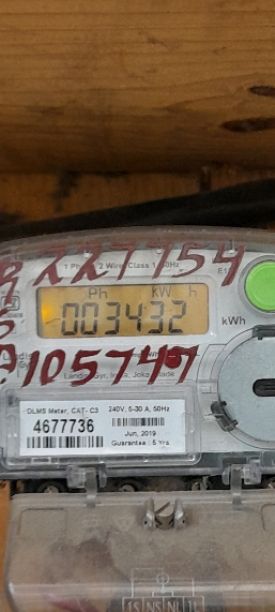 1 Ph 2 Wire Class 1 50Hz
227754
Ph kW h
003432
kWh
105747
DLMS Meter, CAT- C3 240V, 5-30 A, 50Hz
4677736
Jun, 2019
Guarantee : 5 Yrs